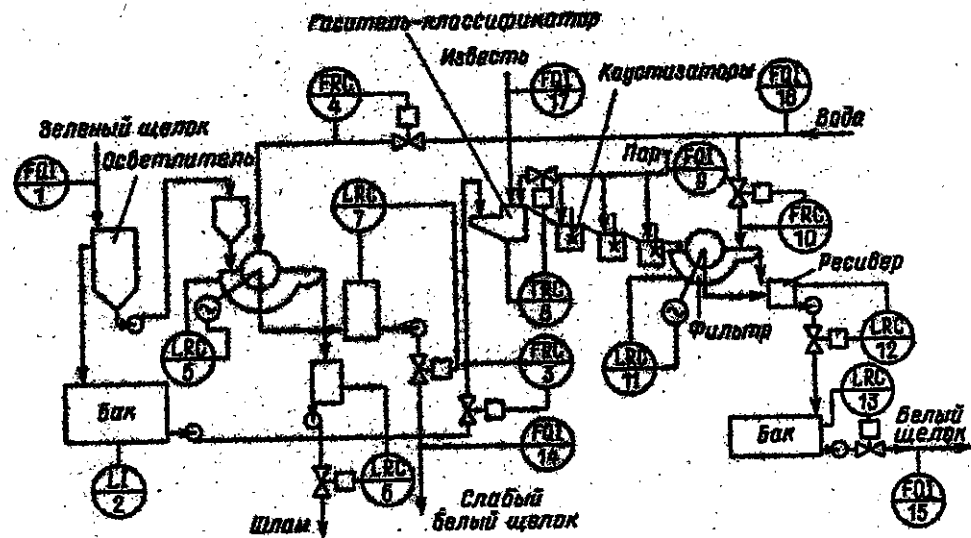 Гаситель-классификатор
Известь
Каустизаторы
FRC
4
FQI
17
FQI
16
Вода
Зеленый щелок
Осветлитель
FQI
1
LRC
7
Пар
FQI
9
FRC
10
Ресивер
LRC
5
TRC
8
Фильтр
LRC
11
LRC
12
FRC
3
LRC
13
Бак
Бак
Белый
щелок
LI
2
LRC
6
FQI
14
FQI
15
Шлам
Слабый
белый щелок